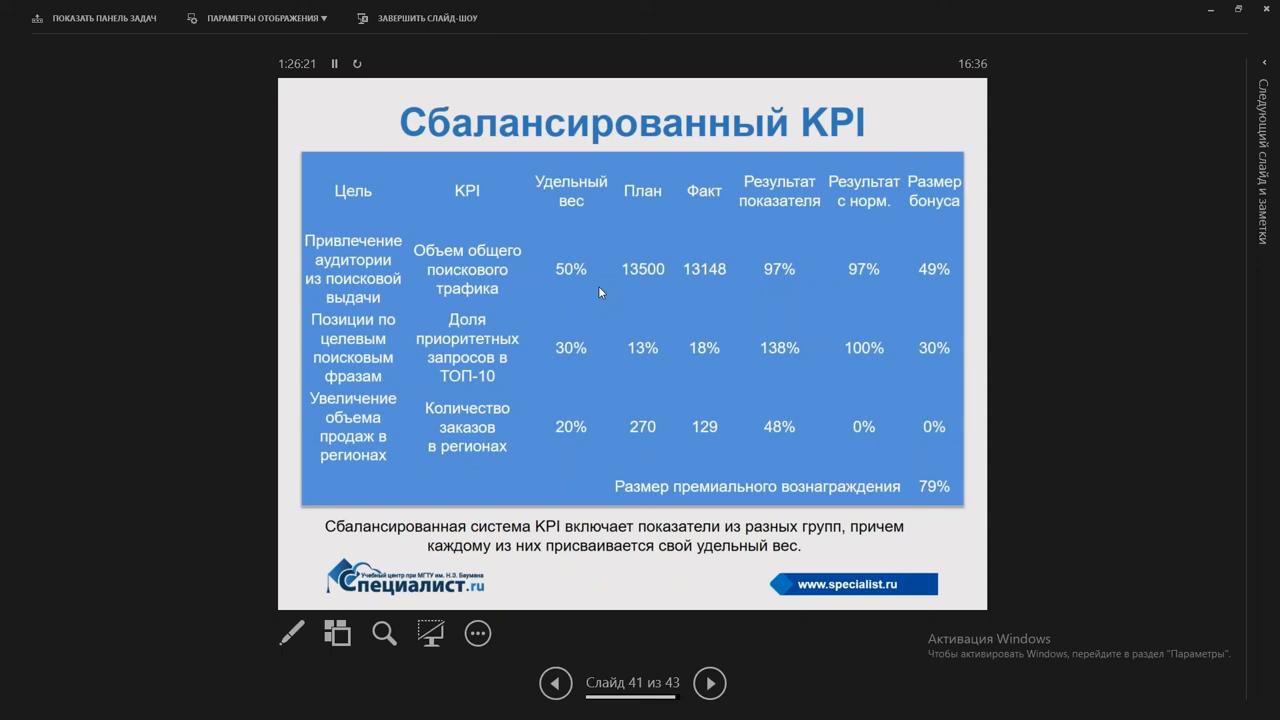 ПОКАЗАТЬ ПАНЕЛЬ ЗАДАЧ
ПАРАМЕТРЫ ОТОБРАЖЕНИЯ ▼
ЗАВЕРШИТЬ СЛАЙД-ШОУ
1:26:21
16:36
Следующий слайд и заметки
Сбалансированный KPI
Цель
KPI
Удельный
вес
План
Факт
Результат
показателя
Результат
с норм.
Размер
бонуса
Привлечение
аудитории
из поисковой
выдачи
Объем общего
поискового
трафика
50%
13500
13148
97%
97%
49%
Позиции по
целевым
поисковым
фразам
Доля
приоритетных
запросов в
ТОП-10
30%
13%
18%
138%
100%
30%
Увеличение
объема
продаж в
регионах
Количество
заказов
в регионах
20%
270
129
48%
0%
0%
Размер премиального вознаграждения 79%
Сбалансированная система KPI включает показатели из разных групп, причем
каждому из них присваивается свой удельный вес.
Учебный центр при МГТУ им. Н.Э. Баумана
Специалист.ru
www.specialist.ru
Активация Windows
Чтобы активировать Windows, перейдите в раздел "Параметры".
Слайд 41 из 43